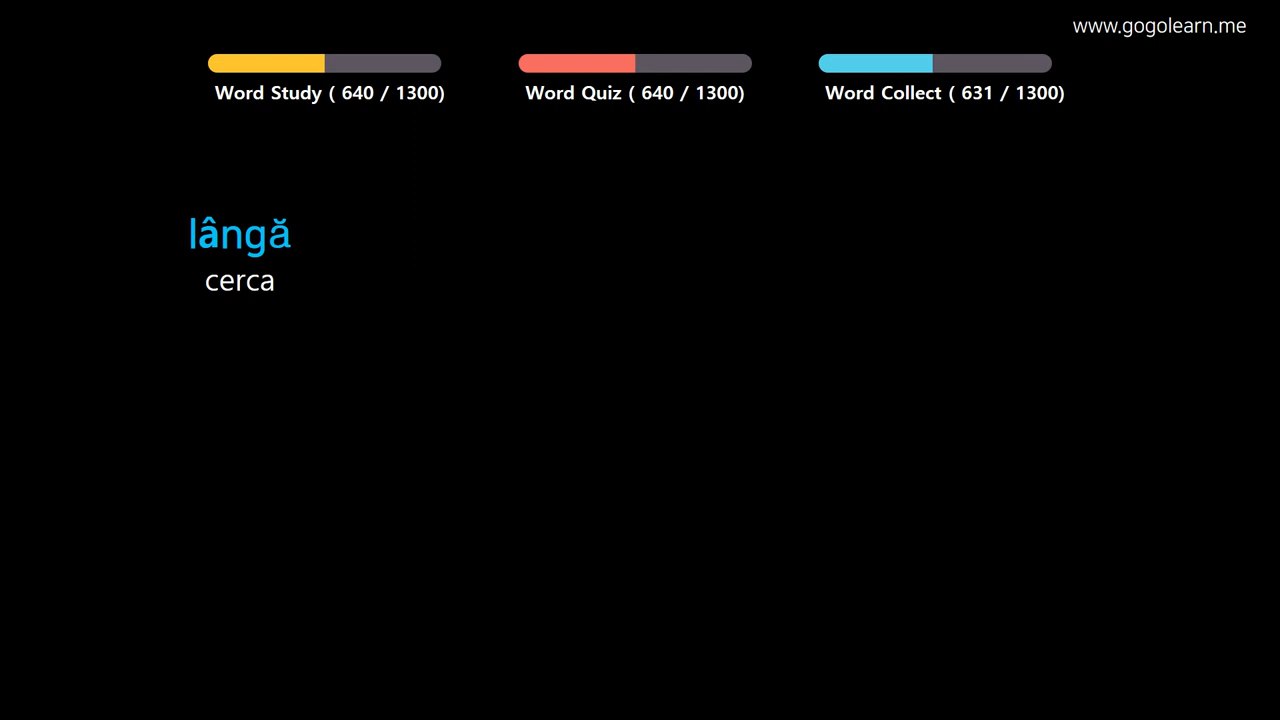 www.gogolearn.me
Word Study ( 640 / 1300)
Word Quiz ( 640 / 1300)
Word Collect ( 631 / 1300)
lângă
cerca